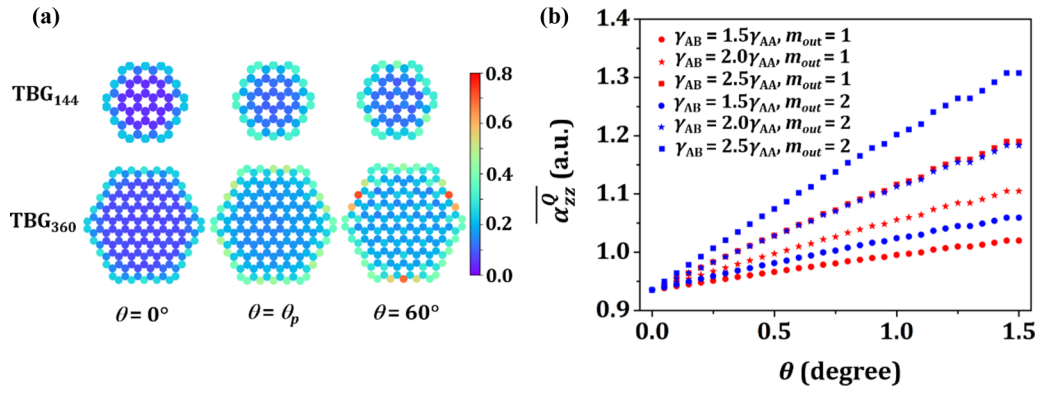 (a)
TBG144
TBG360
θ = 0°
θ = θp
θ = 60°
0.8
0.6
0.4
0.2
0.0
(b)
γAB = 1.5γAA, mout = 1
γAB = 2.0γAA, mout = 1
γAB = 2.5γAA, mout = 1
γAB = 1.5γAA, mout = 2
γAB = 2.0γAA, mout = 2
γAB = 2.5γAA, mout = 2
1.4
1.3
1.2
1.1
1.0
0.9
αQzz (a.u.)
0.0 0.5 1.0 1.5
θ (degree)